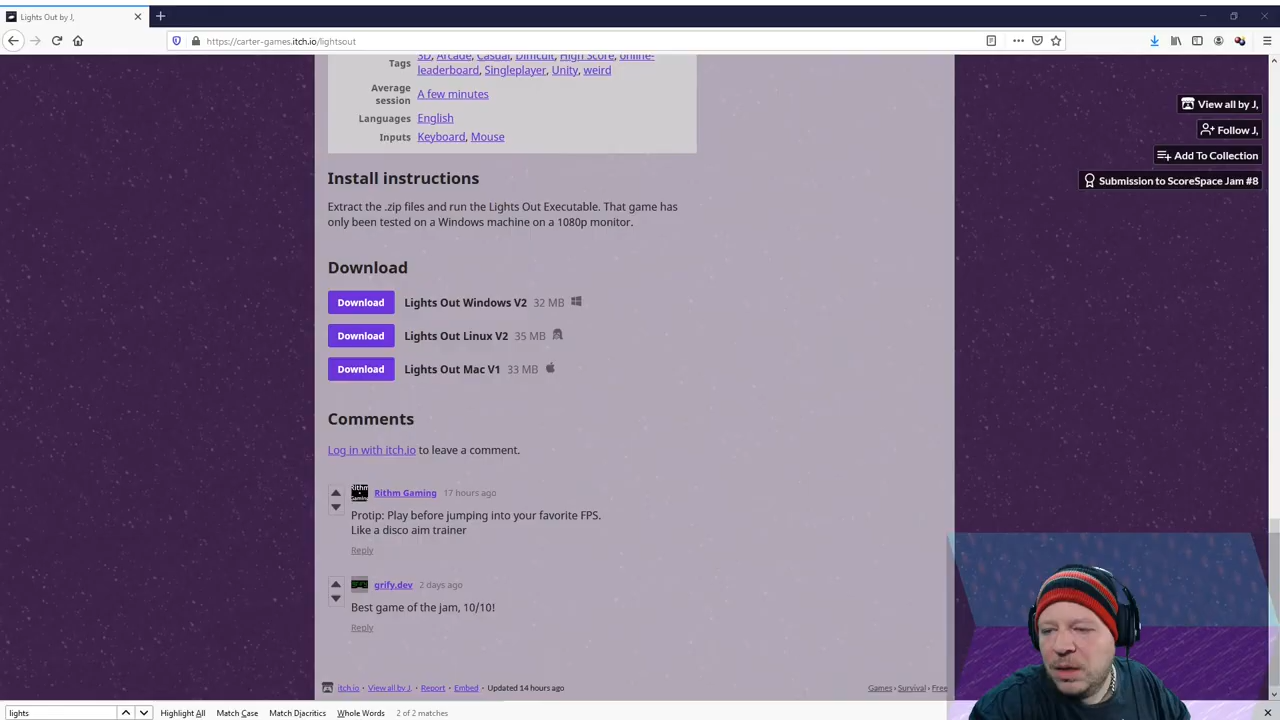 Lights Out by J,
https://carter-games.itch.io/lightsout
View all by J,
Follow J,
Add To Collection
Submission to ScoreSpace Jam #8
Tags 3D, Arcade, Casual, Difficult, High Score, online-
leaderboard, Singleplayer, Unity, weird
Average
session A few minutes
Languages English
Inputs Keyboard, Mouse
Install instructions
Extract the .zip files and run the Lights Out Executable. That game has
only been tested on a Windows machine on a 1080p monitor.
Download
Download Lights Out Windows V2 32 MB
Download Lights Out Linux V2 35 MB
Download Lights Out Mac V1 33 MB
Comments
Log in with itch.io to leave a comment.
Rithm Gaming 17 hours ago
Protip: Play before jumping into your favorite FPS.
Like a disco aim trainer
Reply
grify.dev 2 days ago
Best game of the jam, 10/10!
Reply
itch.io · View all by J, · Report · Embed · Updated 14 hours ago
Games › Survival › Free
lights Highlight All Match Case Match Diacritics Whole Words 2 of 2 matches